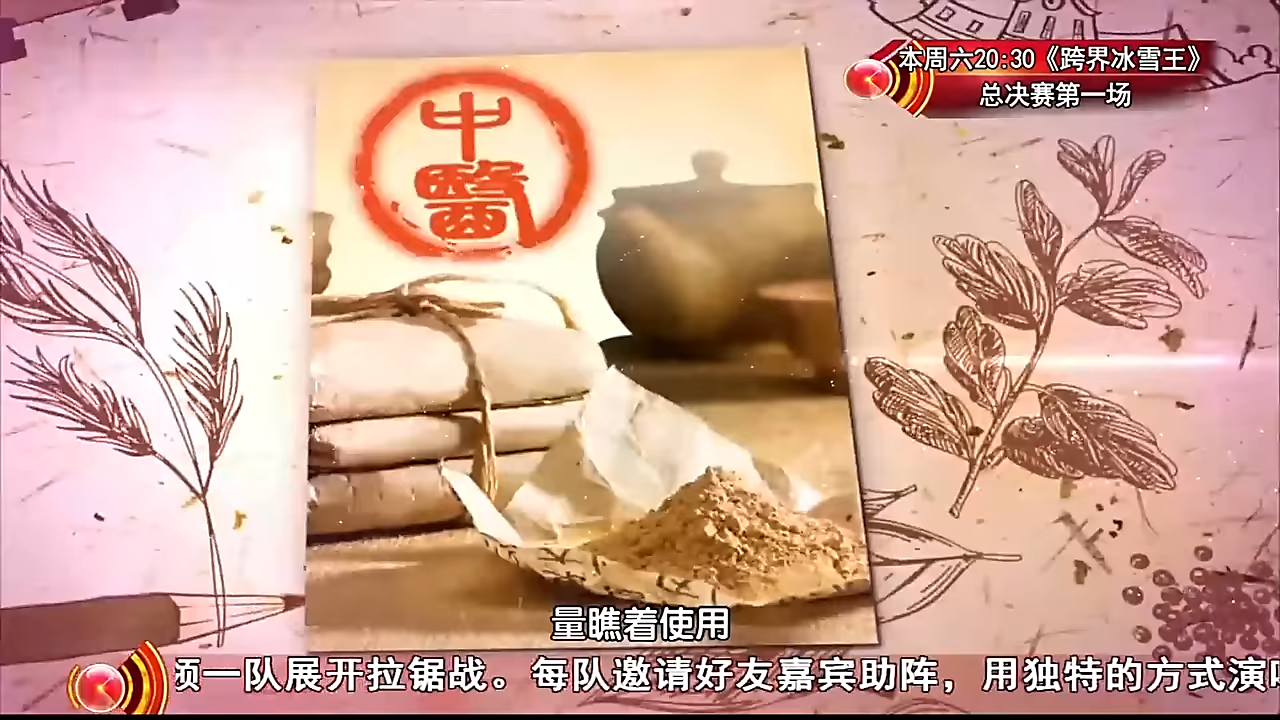 本周六20:30《跨界冰雪王》
总决赛第一场
中
醫
量瞧着使用
一队展开拉锯战。每队邀请好友嘉宾助阵，用独特的方式演